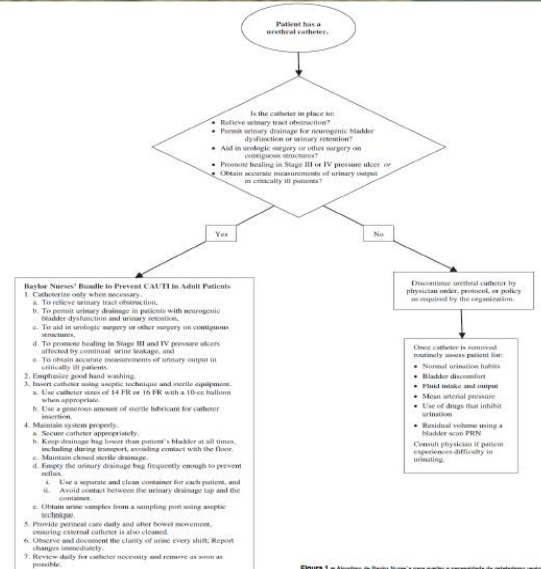 Patient has a
urethral catheter.
Is the catheter in place to:
• Relieve urinary tract obstruction?
• Permit urinary drainage for neurogenic bladder
dysfunction or urinary retention?
• Aid in urologic surgery or other surgery on
contiguous structures?
• Promote healing in Stage III or IV pressure ulcer or
• Obtain accurate measurements of urinary output
in critically ill patients?
Yes
No
Baylor Nurses' Bundle to Prevent CAUTI in Adult Patients
1. Catheterize only when necessary.
a. To relieve urinary tract obstruction,
b. To permit urinary drainage in patients with neurogenic
bladder dysfunction and urinary retention,
c. To aid in urologic surgery or other surgery on contiguous
structures,
d. To promote healing in Stage III and IV pressure ulcers
affected by continual urine leakage, and
e. To obtain accurate measurements of urinary output in
critically ill patients.
2. Emphasize good hand washing.
3. Insert catheter using aseptic technique and sterile equipment.
a. Use catheter sizes of 14 FR or 16 FR with a 10-cc balloon
when appropriate.
b. Use a generous amount of sterile lubricant for catheter
insertion.
4. Maintain system properly.
a. Secure catheter appropriately.
b. Keep drainage bag lower than patient's bladder at all times,
including during transport, avoiding contact with the floor.
c. Maintain closed sterile drainage.
d. Empty the urinary drainage bag frequently enough to prevent
reflux.
i. Use a separate and clean container for each patient, and
ii. Avoid contact between the urinary drainage tap and the
container.
e. Obtain urine samples from a sampling port using aseptic
technique.
5. Provide perineal care daily and after bowel movement,
ensuring external catheter is also cleaned.
6. Observe and document the clarity of urine every shift; Report
changes immediately.
7. Review daily for catheter necessity and remove as soon as
possible.
Discontinue urethral catheter by
physician order, protocol, or policy
as required by the organization.
Once catheter is removed
routinely assess patient for:
• Normal urination habits
• Bladder discomfort
• Fluid intake and output
• Mean arterial pressure
• Use of drugs that inhibit
urination
• Residual volume using a
bladder scan PRN
Consult physician if patient
experiences difficulty in
urinating.